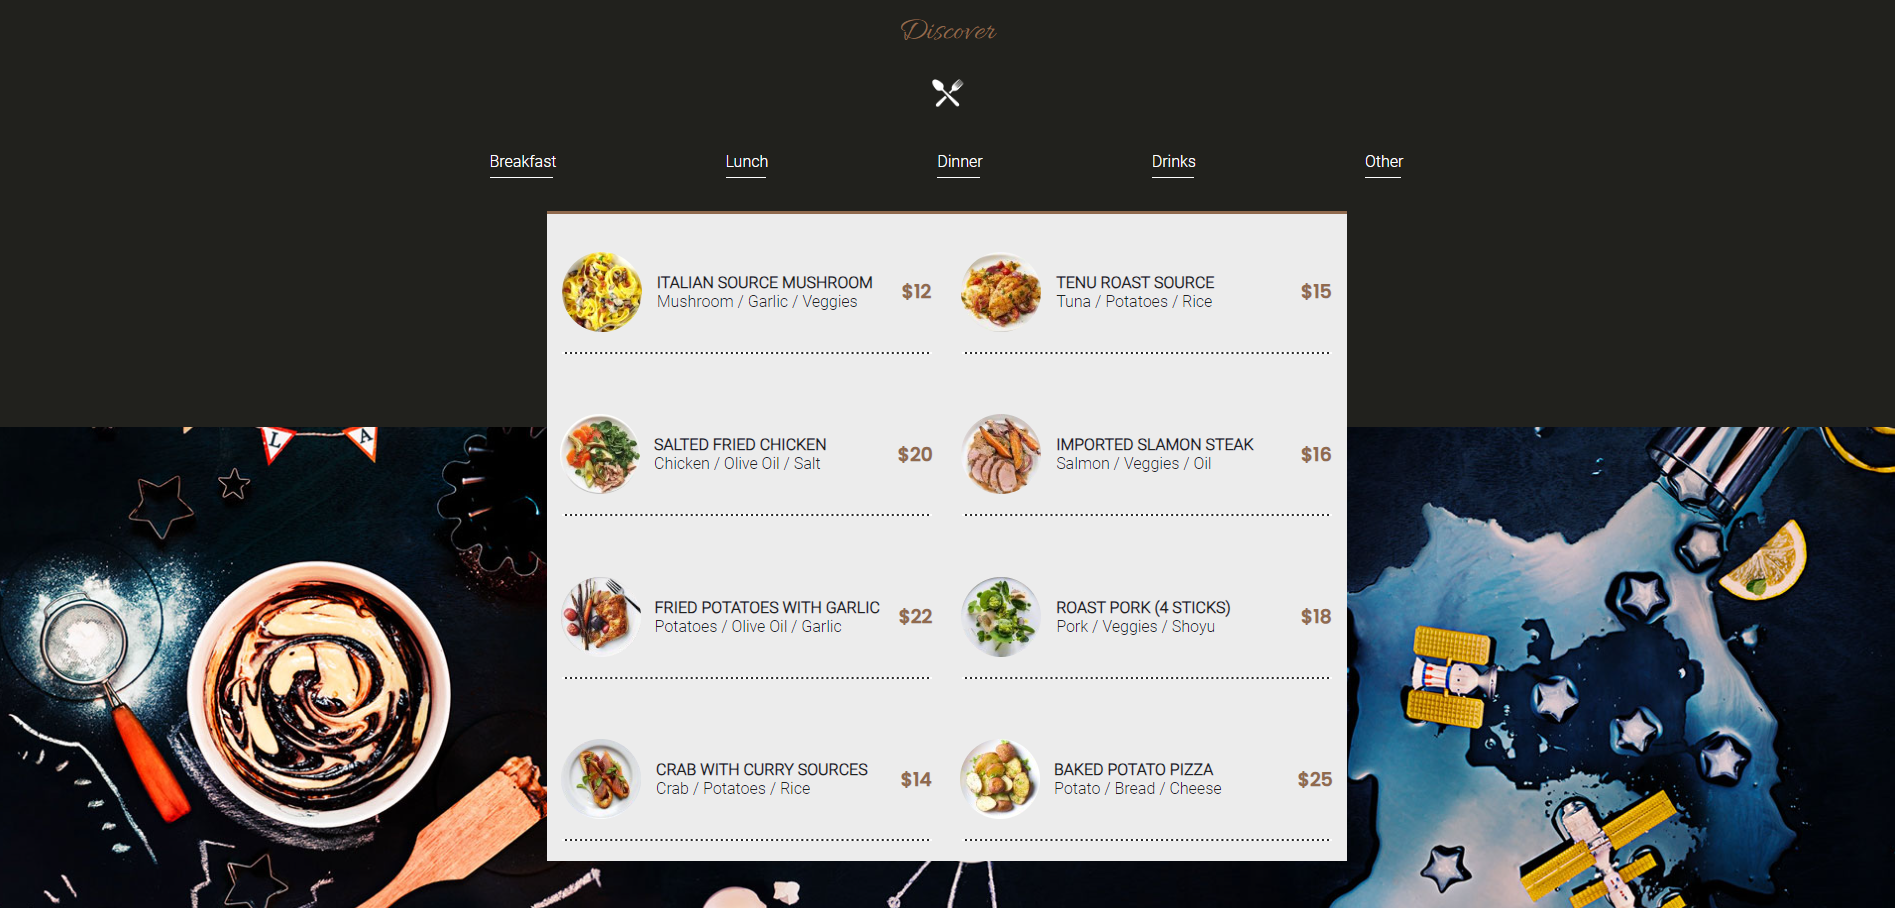 Discover
Breakfast
Lunch
Dinner
Drinks
Other
ITALIAN SOURCE MUSHROOM
Mushroom / Garlic / Veggies
$12
TENU ROAST SOURCE
Tuna / Potatoes / Rice
$15
SALTED FRIED CHICKEN
Chicken / Olive Oil / Salt
$20
IMPORTED SLAMON STEAK
Salmon / Veggies / Oil
$16
L A
FRIED POTATOES WITH GARLIC
Potatoes / Olive Oil / Garlic
$22
ROAST PORK (4 STICKS)
Pork / Veggies / Shoyu
$18
CRAB WITH CURRY SOURCES
Crab / Potatoes / Rice
$14
BAKED POTATO PIZZA
Potato / Bread / Cheese
$25